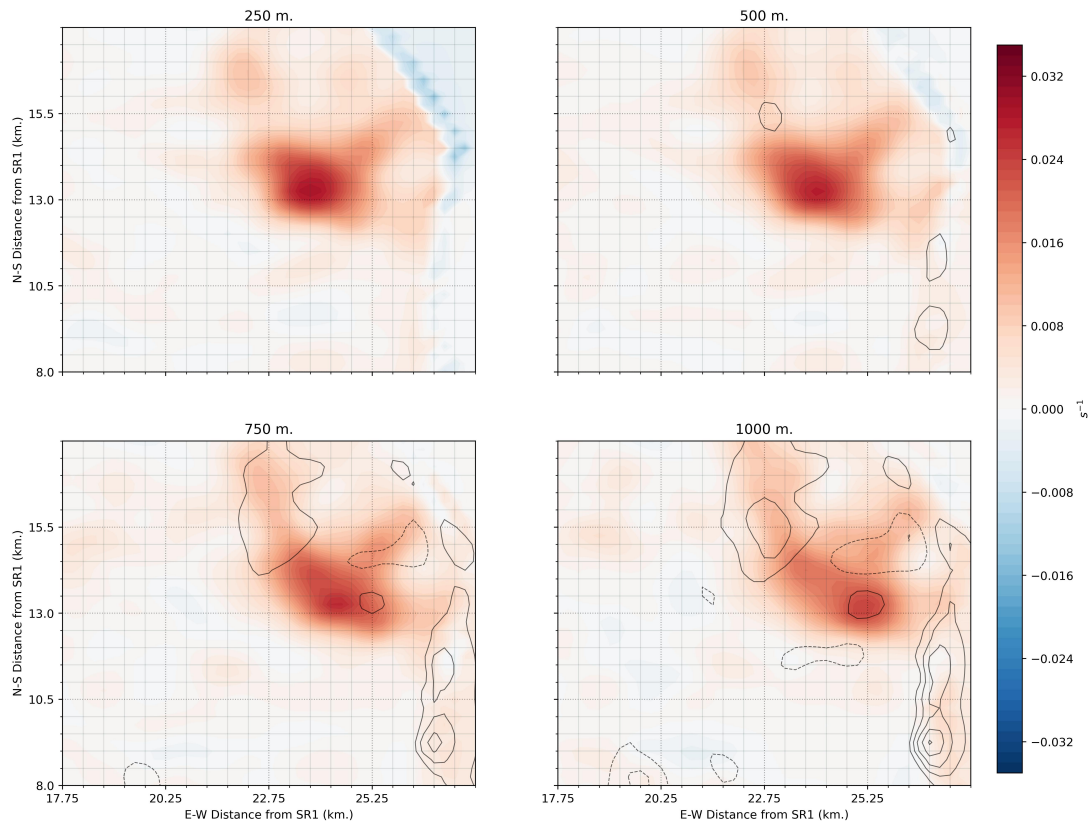 250 m.
500 m.
N-S Distance from SR1 (km.)
15.5
13.0
10.5
8.0
750 m.
1000 m.
N-S Distance from SR1 (km.)
15.5
13.0
10.5
8.0
17.75 20.25 22.75 25.25
17.75 20.25 22.75 25.25
E-W Distance from SR1 (km.)
E-W Distance from SR1 (km.)
0.032
0.024
0.016
0.008
0.000
−0.008
−0.016
−0.024
−0.032
s⁻¹